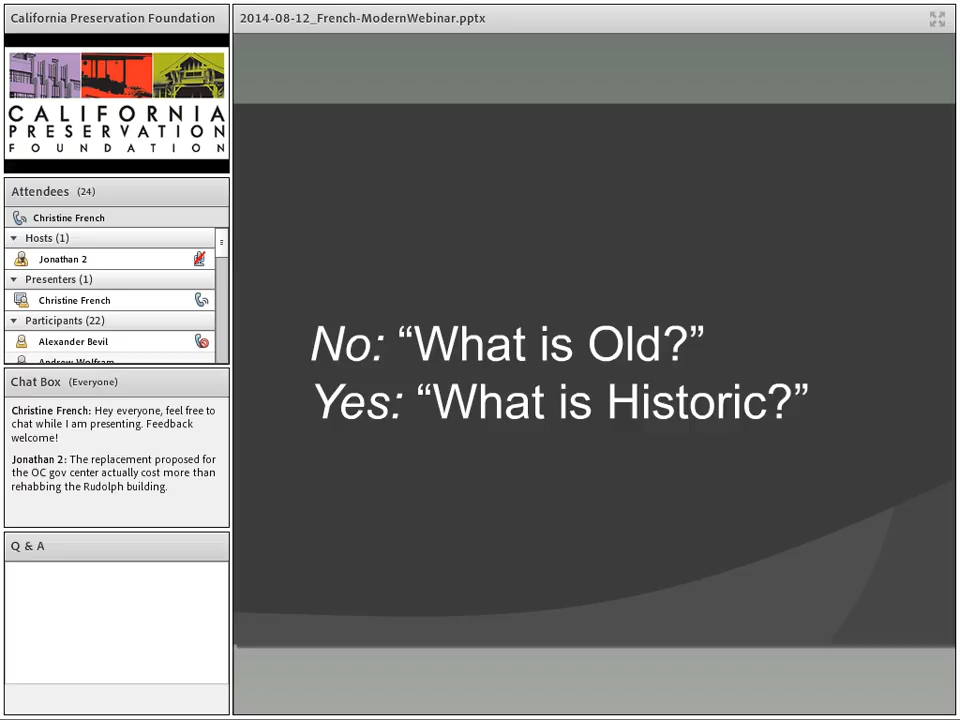 California Preservation Foundation
CALIFORNIA
PRESERVATION
FOUNDATION
Attendees (24)
Christine French
Hosts (1)
Jonathan 2
Presenters (1)
Christine French
Participants (22)
Alexander Bevil
Andrew Wolfram
Chat Box (Everyone)
Christine French: Hey everyone, feel free to
chat while I am presenting. Feedback
welcome!
Jonathan 2: The replacement proposed for
the OC gov center actually cost more than
rehabbing the Rudolph building.
Q & A
2014-08-12_French-ModernWebinar.pptx
No: “What is Old?”
Yes: “What is Historic?”